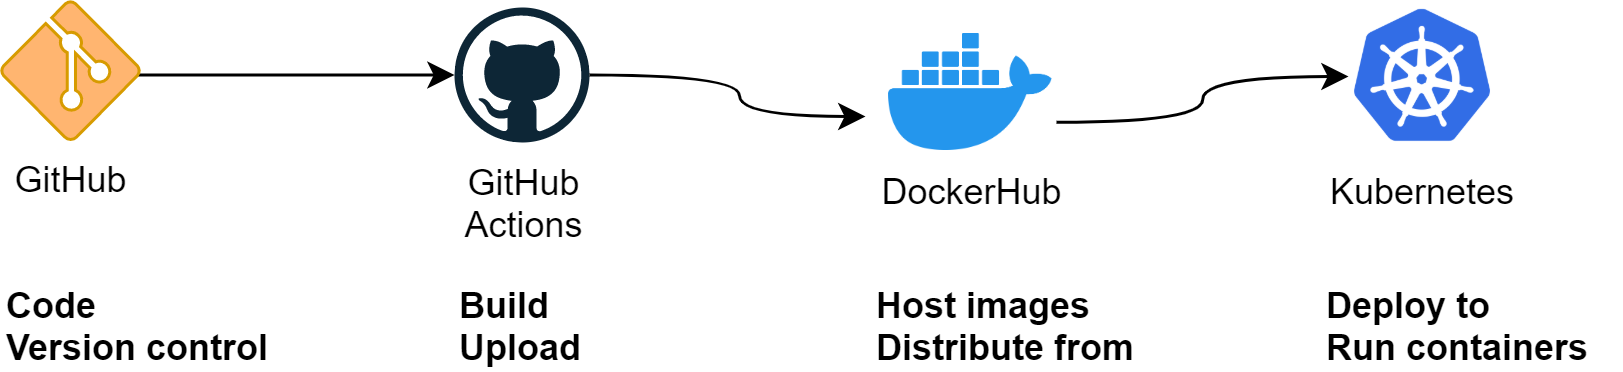 GitHub
GitHub
Actions
DockerHub
Kubernetes
Code
Version control
Build
Upload
Host images
Distribute from
Deploy to
Run containers